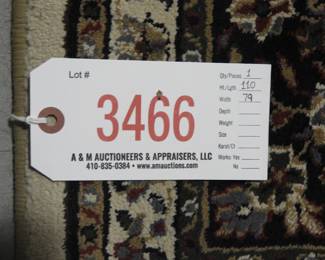 Lot #
3466
A & M AUCTIONEERS & APPRAISERS, LLC
410-835-0384 • www.amauctions.com
Qty/Pieces 1
Ht/Lgth 110
Width 79
Depth
Weight
Size
Karat/Ct
Works: Yes
No